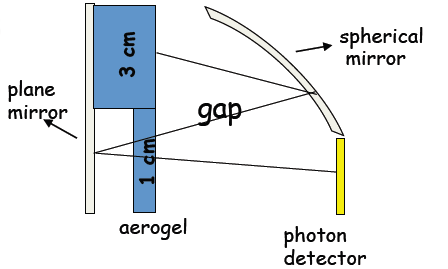 3 cm
spherical
mirror
plane
mirror
gap
1 cm
aerogel
photon
detector